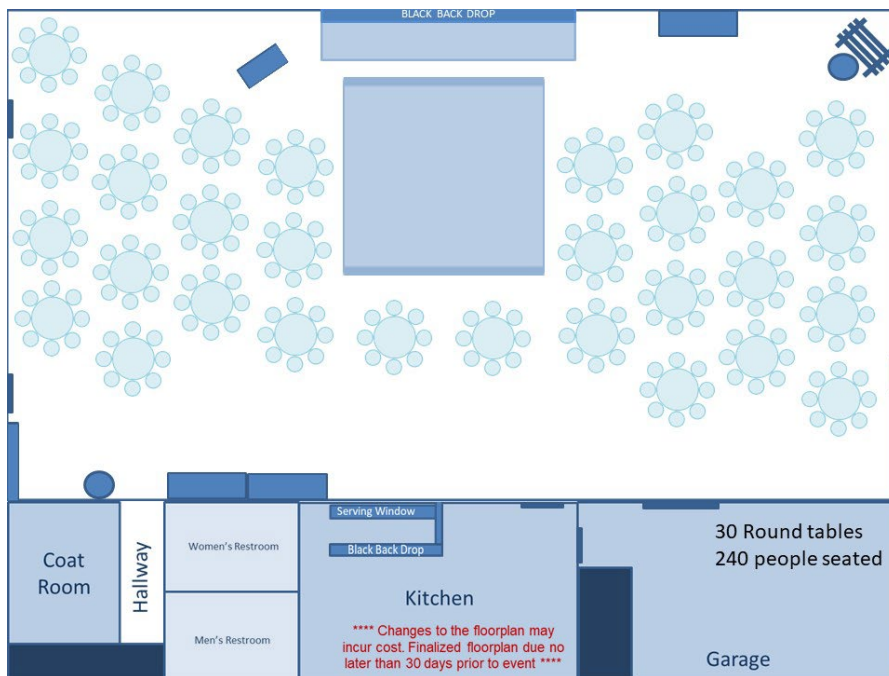 BLACK BACK DROP
30 Round tables
240 people seated
Serving Window
Black Back Drop
Women's Restroom
Men's Restroom
Coat
Room
Hallway
Kitchen
**** Changes to the floorplan may
incur cost. Finalized floorplan due no
later than 30 days prior to event ****
Garage